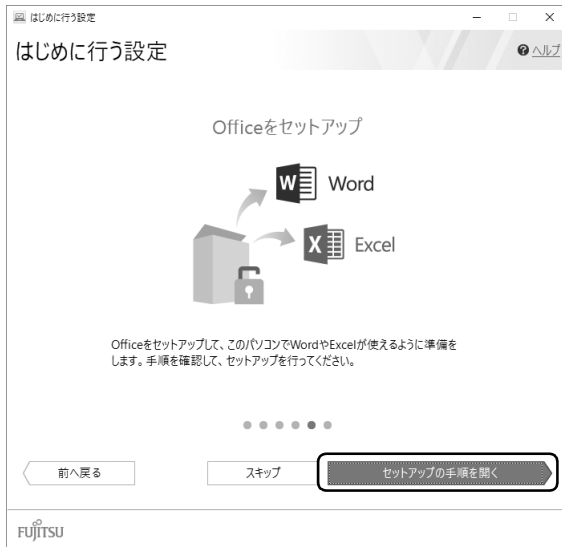 はじめに行う設定
はじめに行う設定
ヘルプ
Officeをセットアップ
W
Word
X
Excel
Officeをセットアップして、このパソコンでWordやExcelが使えるように準備を
します。手順を確認して、セットアップを行ってください。
前へ戻る
スキップ
セットアップの手順を開く
FUJITSU